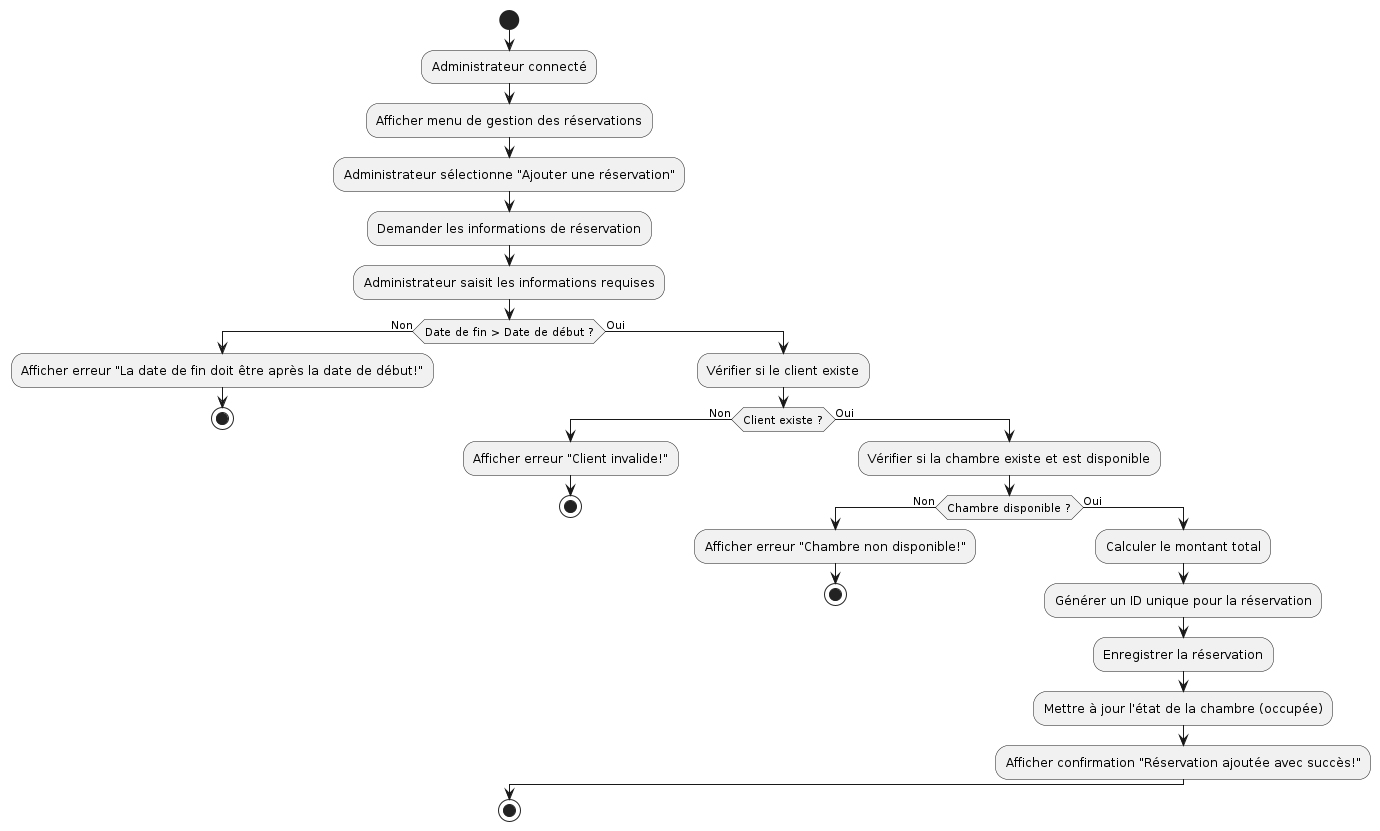 Administrateur connecté
Afficher menu de gestion des réservations
Administrateur sélectionne "Ajouter une réservation"
Demander les informations de réservation
Administrateur saisit les informations requises
Non
Date de fin > Date de début ?
Oui
Afficher erreur "La date de fin doit être après la date de début!"
Vérifier si le client existe
Non
Client existe ?
Oui
Afficher erreur "Client invalide!"
Vérifier si la chambre existe et est disponible
Non
Chambre disponible ?
Oui
Afficher erreur "Chambre non disponible!"
Calculer le montant total
Générer un ID unique pour la réservation
Enregistrer la réservation
Mettre à jour l'état de la chambre (occupée)
Afficher confirmation "Réservation ajoutée avec succès!"